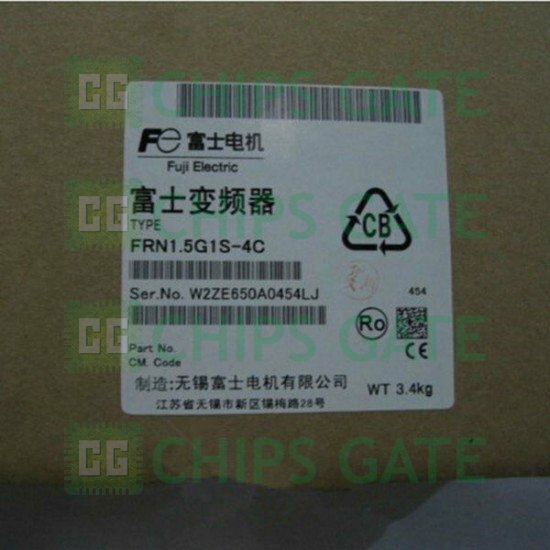 CG CHIPS GATE
Fe 富士电机
Fuji Electric
富士变频器
TYPE
FRN1.5G1S-4C
CB
Ser.No. W2ZE650A0454LJ
454
Ro
Part No.
CM. Code
CE
制造:无锡富士电机有限公司
WT 3.4kg
江苏省无锡市新区锡梅路28号
CG CHIPS GATE
CG CHIPS GATE
CG CHIPS GATE